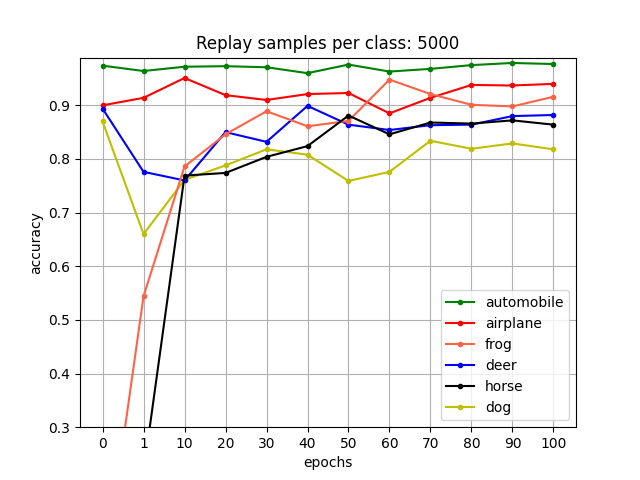 Replay samples per class: 5000
accuracy
0.9
0.8
0.7
0.6
0.5
0.4
0.3
automobile
airplane
frog
deer
horse
dog
0 1 10 20 30 40 50 60 70 80 90 100
epochs